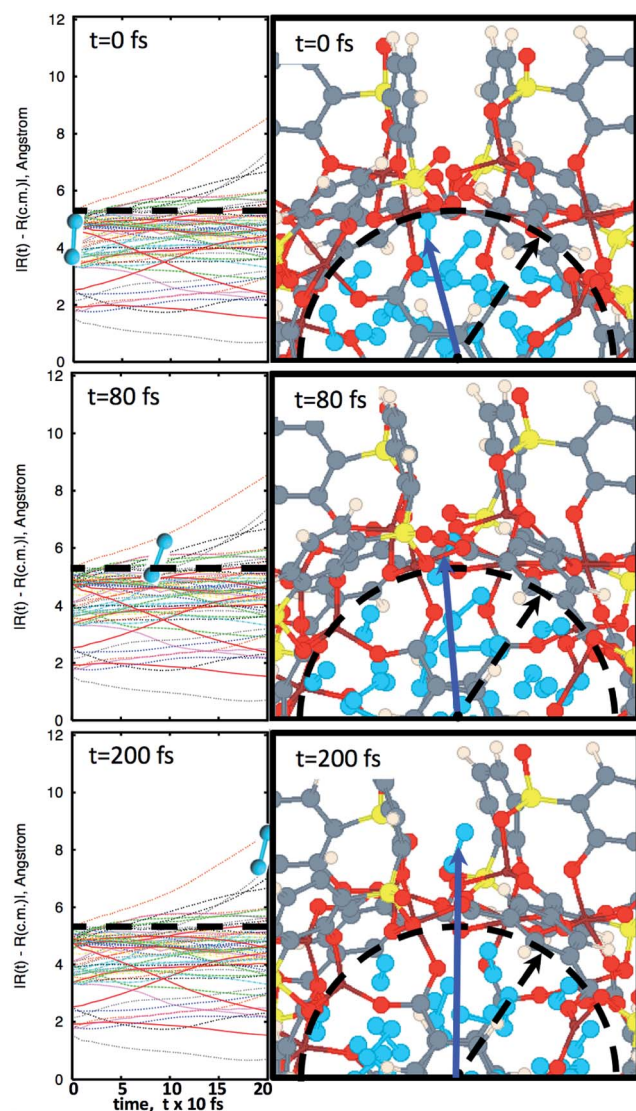 t=0 fs
12
10
8
6
4
2
0
IR(t) - R(c.m.)I, Angstrom
t=0 fs
t=80 fs
12
10
8
6
4
2
0
IR(t) - R(c.m.)I, Angstrom
t=80 fs
t=200 fs
12
10
8
6
4
2
0
IR(t) - R(c.m.)I, Angstrom
0 5 10 15 20
time, t x 10 fs
t=200 fs